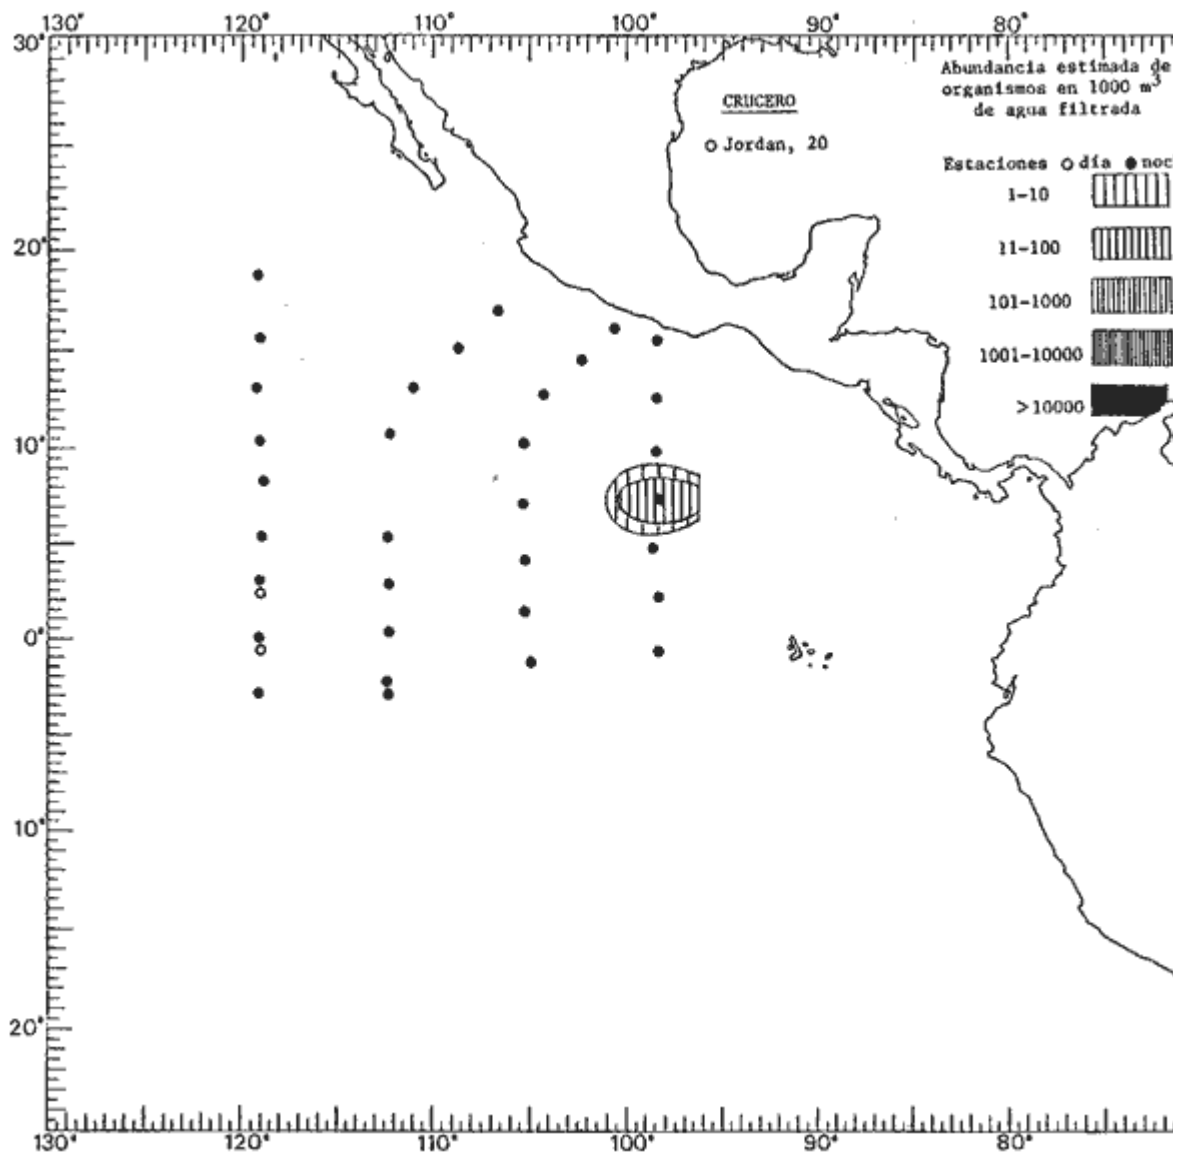 130° 120° 110° 100° 90° 80°
30°
Abundancia estimada de
organismos en 1000 m³
de agua filtrada
CRUCERO
Jordan, 20
Estaciones o día ● noc
1-10
11-100
20°
101-1000
1001-10000
>10000
10°
0°
10°
20°
130° 120° 110° 100° 90° 80°